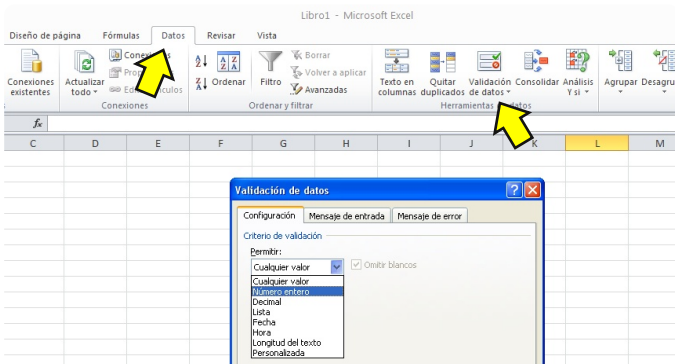 Libro1 - Microsoft Excel
Diseño de página Fórmulas Datos Revisar Vista
Conexiones existentes
Actualizar todo
Conexiones
A Z
Z A
Ordenar
Filtro
Borrar
Volver a aplicar
Avanzadas
Texto en columnas
Quitar duplicados
Validación de datos
Consolidar
Análisis Y si
Agrupar
Conexiones Ordenar y filtrar Herramientas de datos
fx
C D E F G H I J K L M
Validación de datos
Configuración Mensaje de entrada Mensaje de error
Criterio de validación
Permitir:
Cualquier valor Omitir blancos
Cualquier valor
Número entero
Decimal
Lista
Fecha
Hora
Longitud del texto
Personalizada